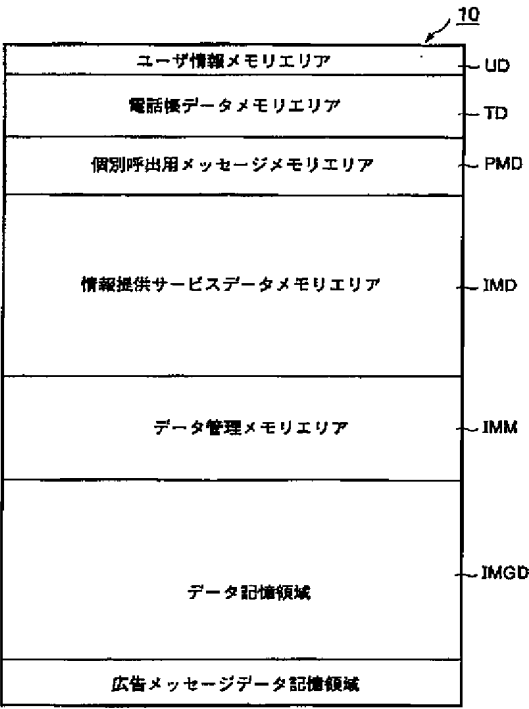 10
ユーザ情報メモリエリア UD
電話帳データメモリエリア TD
個別呼出用メッセージメモリエリア PMD
情報提供サービスデータメモリエリア IMD
データ管理メモリエリア IMM
データ記憶領域 IMGD
広告メッセージデータ記憶領域